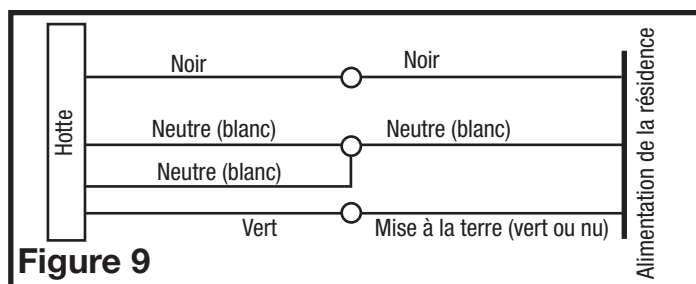 Hotte
Noir
Noir
Neutre (blanc)
Neutre (blanc)
Neutre (blanc)
Vert
Mise à la terre (vert ou nu)
Alimentation de la résidence
Figure 9